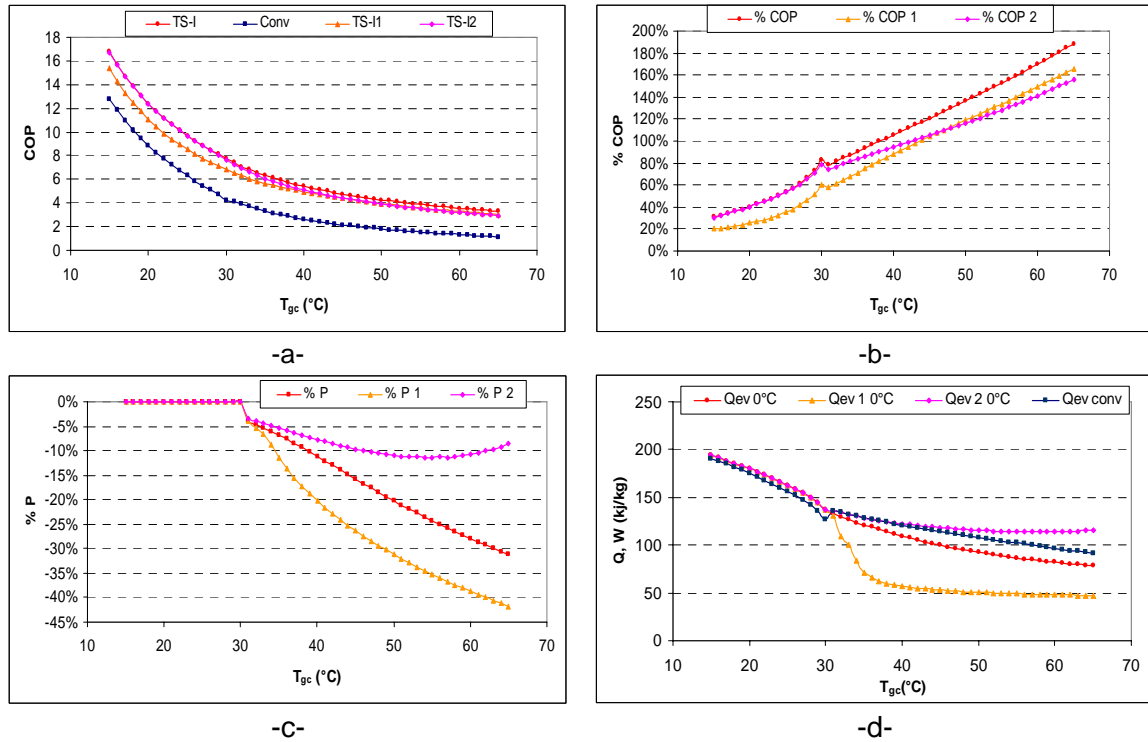 TS-I Conv TS-I1 TS-I2
18
16
14
12
10
8
6
4
2
0
COP
10 20 30 40 50 60 70
Tgc (°C)
-a-
% COP % COP 1 % COP 2
200%
180%
160%
140%
120%
100%
80%
60%
40%
20%
0%
% COP
10 20 30 40 50 60 70
Tgc (°C)
-b-
% P % P 1 % P 2
0%
-5%
-10%
-15%
-20%
-25%
-30%
-35%
-40%
-45%
% P
10 20 30 40 50 60 70
Tgc (°C)
-c-
Qev 0°C Qev 1 0°C Qev 2 0°C Qev conv
250
200
150
100
50
0
Q, W (kj/kg)
10 20 30 40 50 60 70
Tgc(°C)
-d-